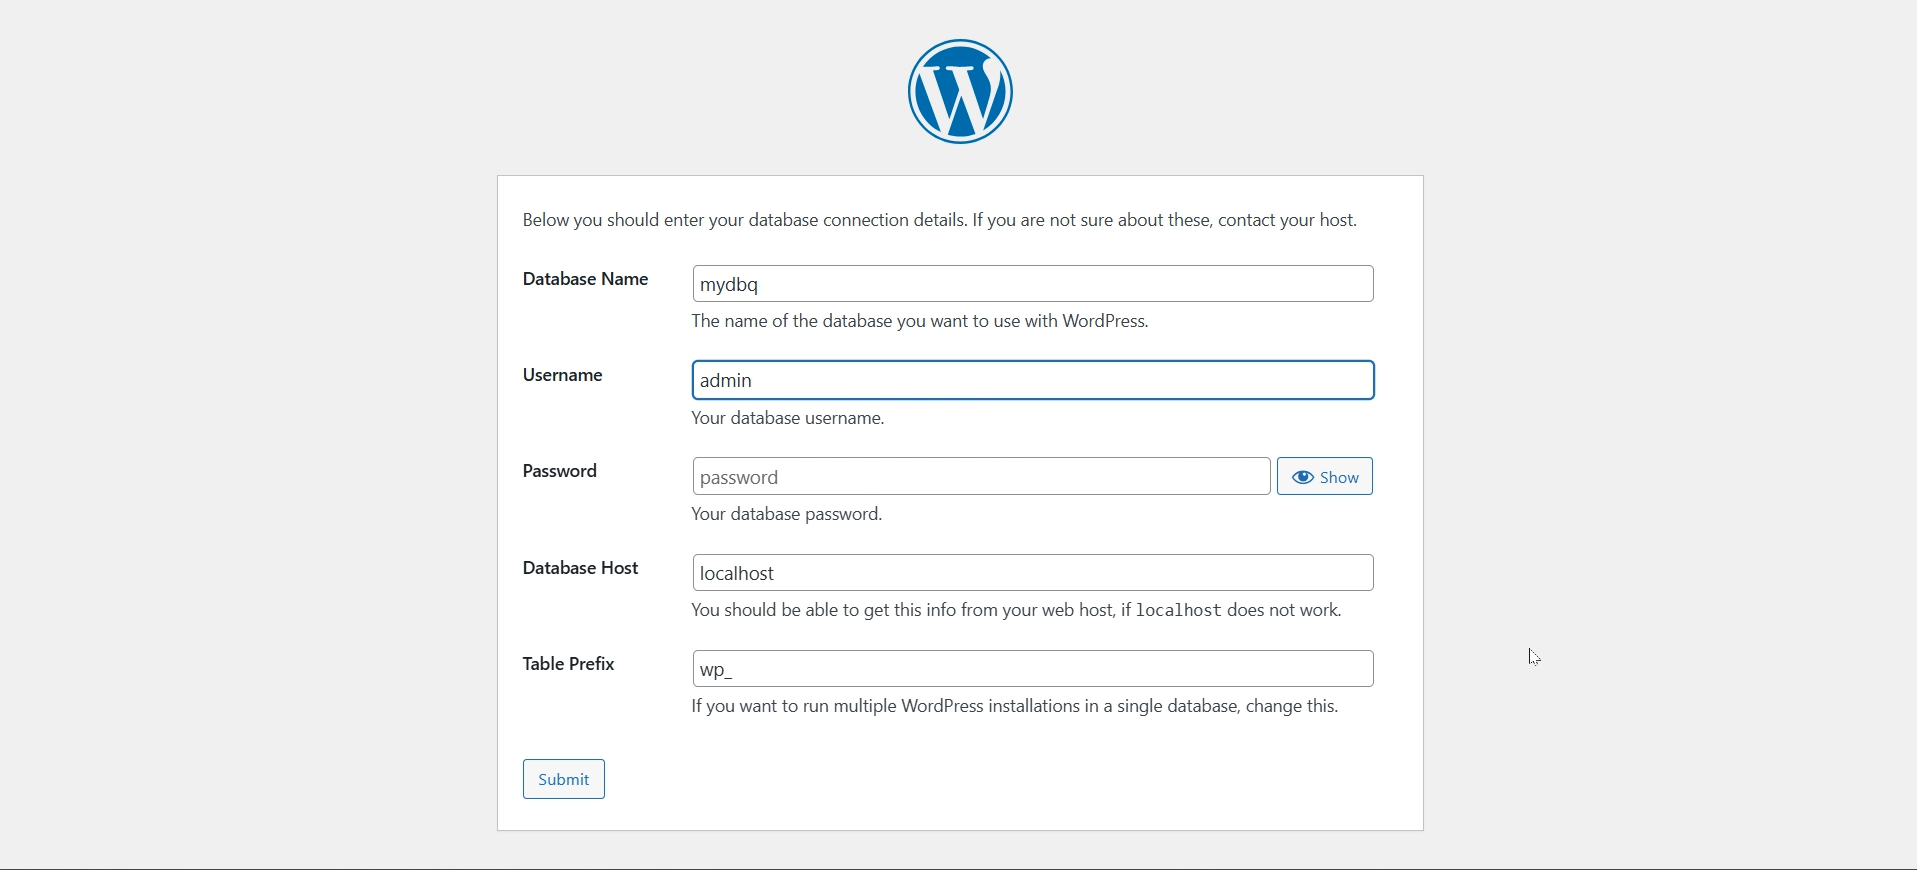 Below you should enter your database connection details. If you are not sure about these, contact your host.
Database Name
mydbq
The name of the database you want to use with WordPress.
Username
admin
Your database username.
Password
password
Show
Your database password.
Database Host
localhost
You should be able to get this info from your web host, if localhost does not work.
Table Prefix
wp_
If you want to run multiple WordPress installations in a single database, change this.
Submit